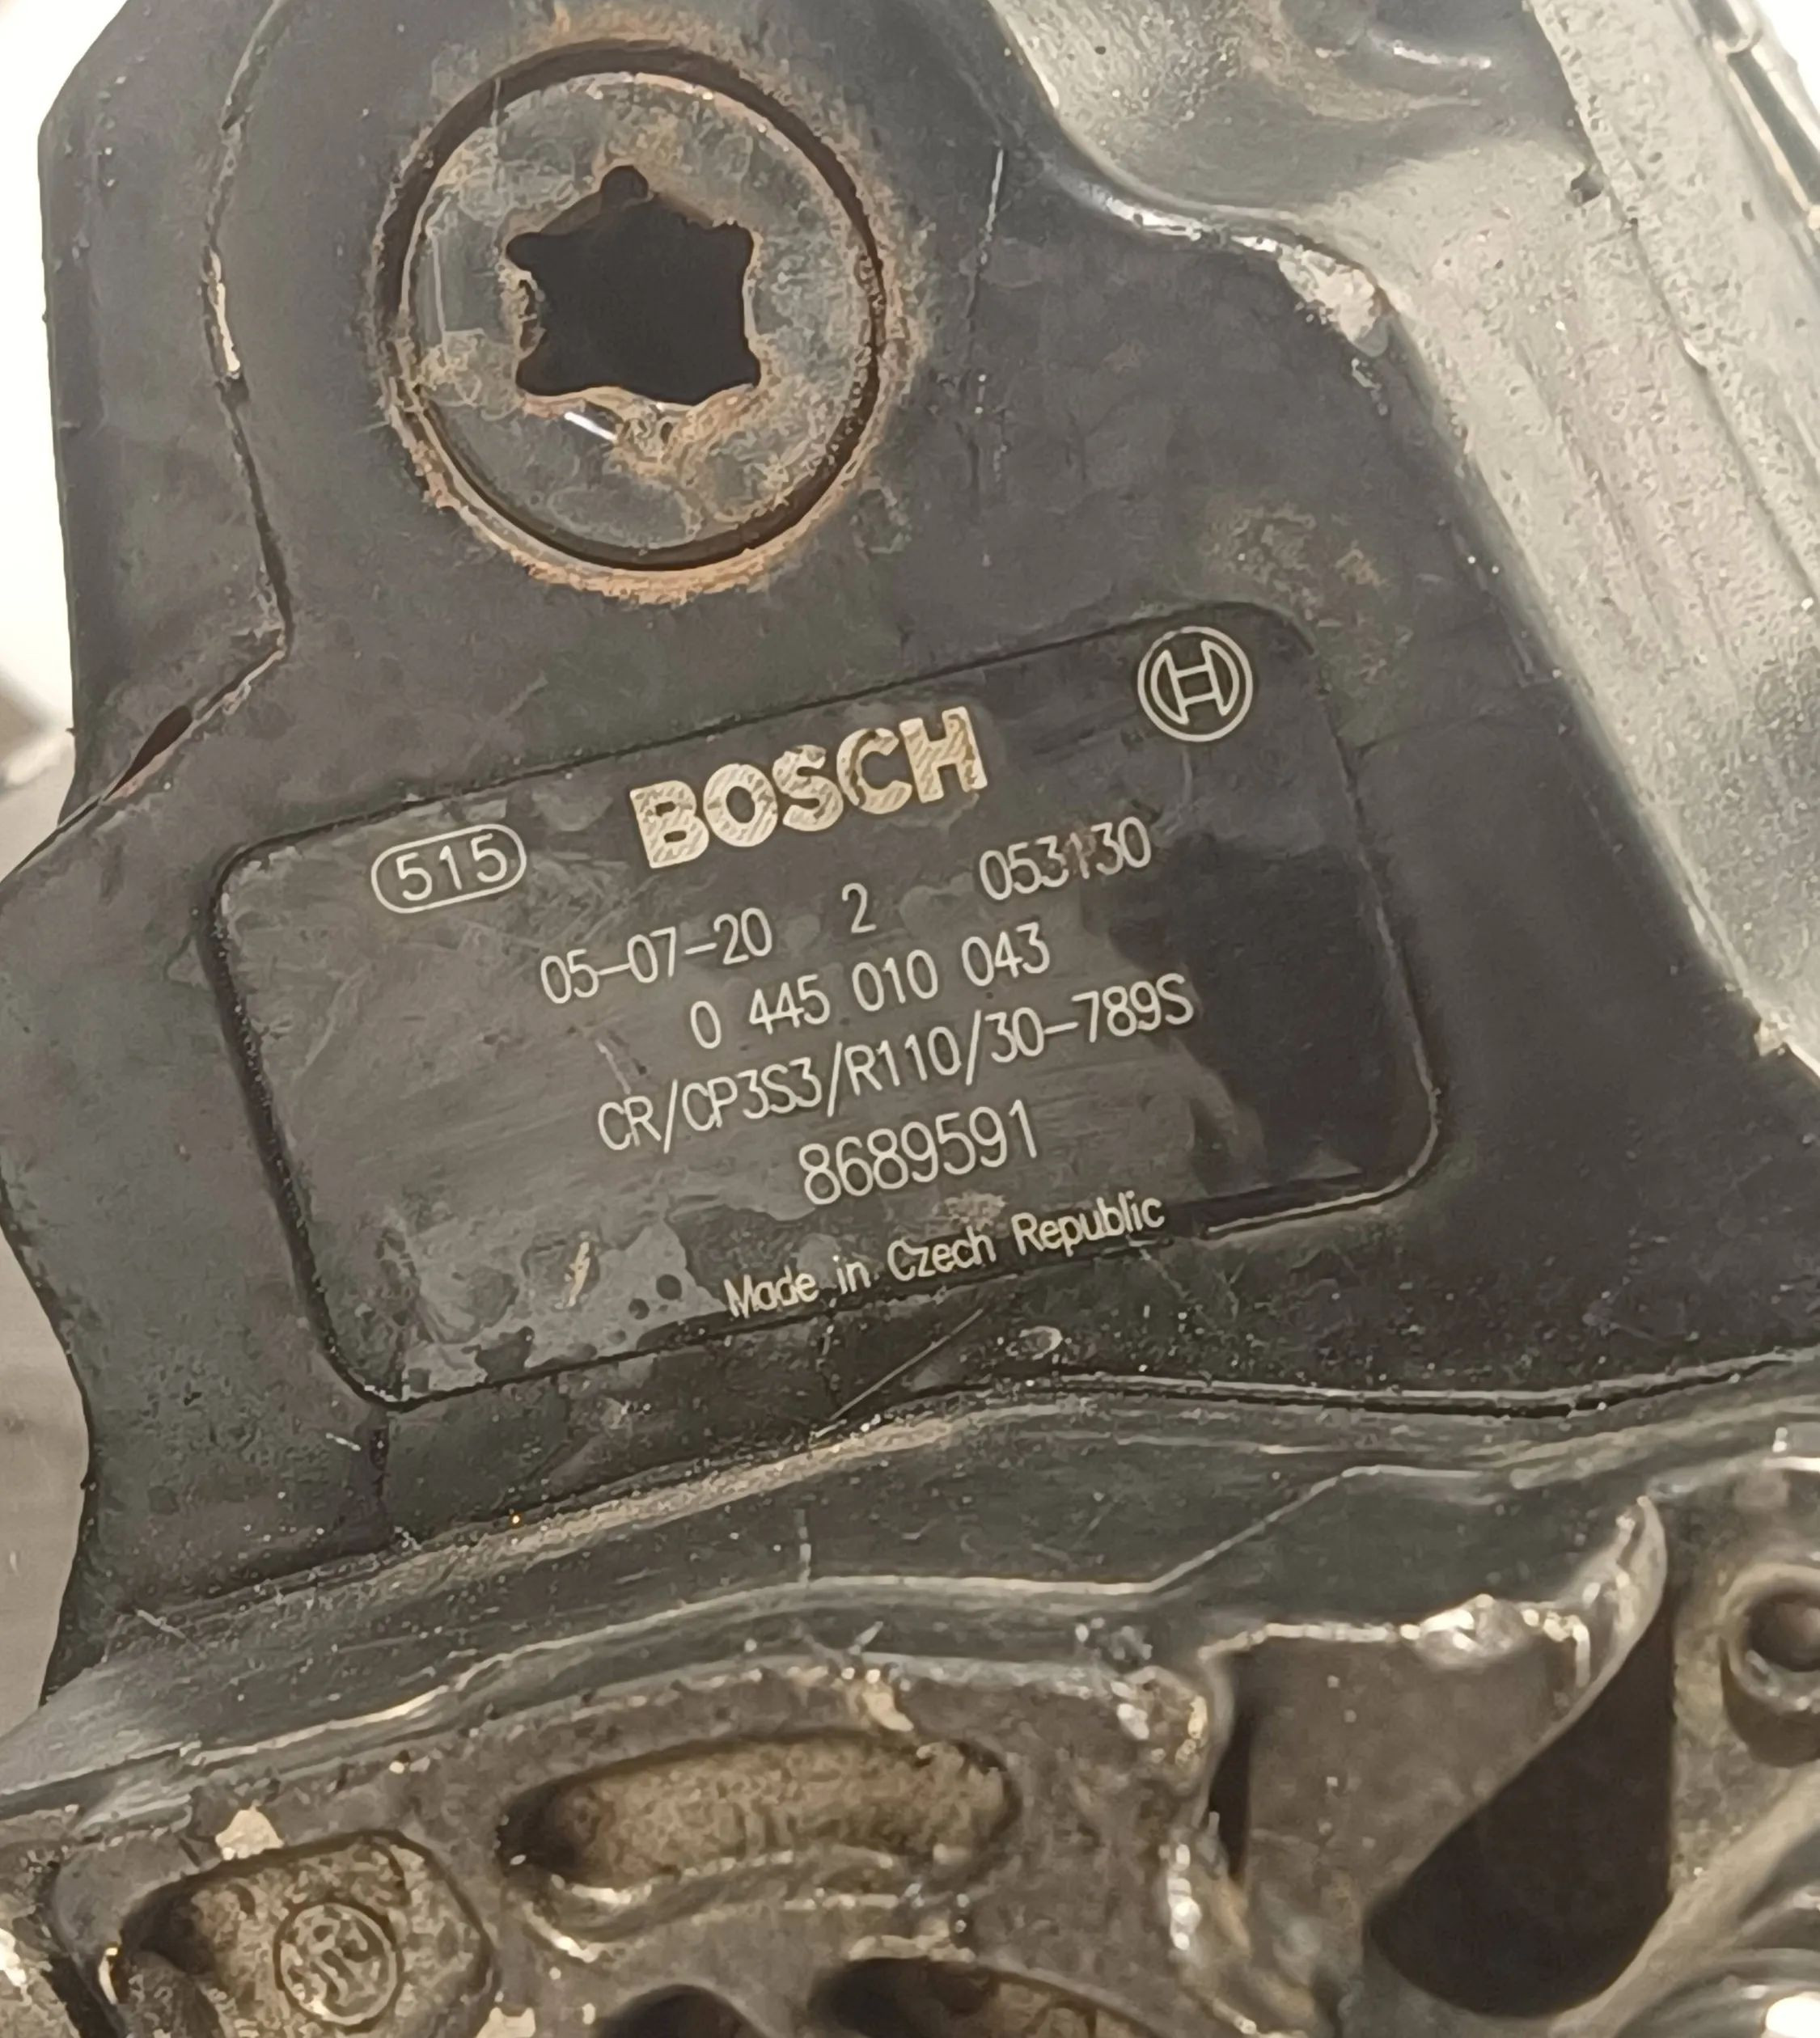 BOSCH
515
05-07-20 2 053130
0 445 010 043
CR/CP3S3/R110/30-789S
8689591
Made in Czech Republic